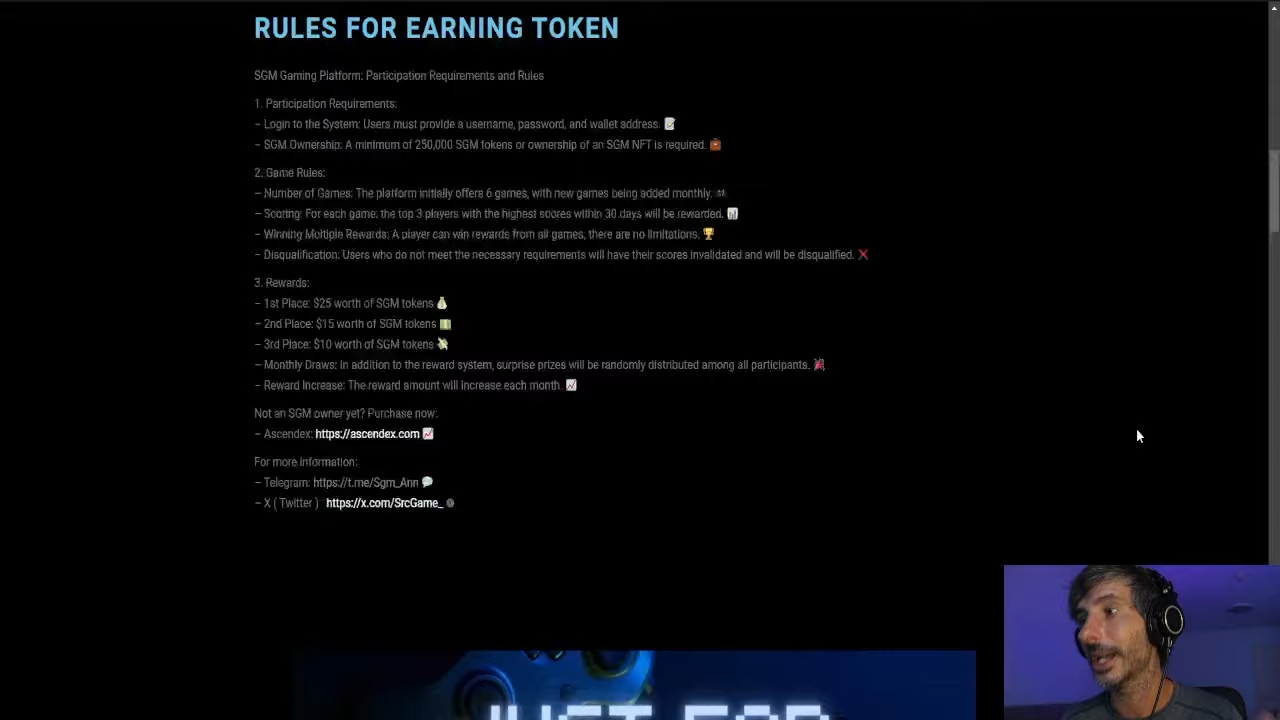 RULES FOR EARNING TOKEN
SGM Gaming Platform: Participation Requirements and Rules
1. Participation Requirements:
– Login to the System: Users must provide a username, password, and wallet address. 📝
– SGM Ownership: A minimum of 250,000 SGM tokens or ownership of an SGM NFT is required. 💼
2. Game Rules:
– Number of Games: The platform initially offers 6 games, with new games being added monthly. 🎮
– Scoring: For each game, the top 3 players with the highest scores within 30 days will be rewarded. 📊
– Winning Multiple Rewards: A player can win rewards from all games, there are no limitations. 🏆
– Disqualification: Users who do not meet the necessary requirements will have their scores invalidated and will be disqualified. ❌
3. Rewards:
– 1st Place: $25 worth of SGM tokens 💰
– 2nd Place: $15 worth of SGM tokens 💵
– 3rd Place: $10 worth of SGM tokens 💸
– Monthly Draws: In addition to the reward system, surprise prizes will be randomly distributed among all participants. 🎉
– Reward Increase: The reward amount will increase each month. 📈
Not an SGM owner yet? Purchase now:
– Ascendex: https://ascendex.com 📈
For more information:
– Telegram: https://t.me/Sgm_Ann 💬
– X ( Twitter ) https://x.com/SrcGame_
JUST FOR